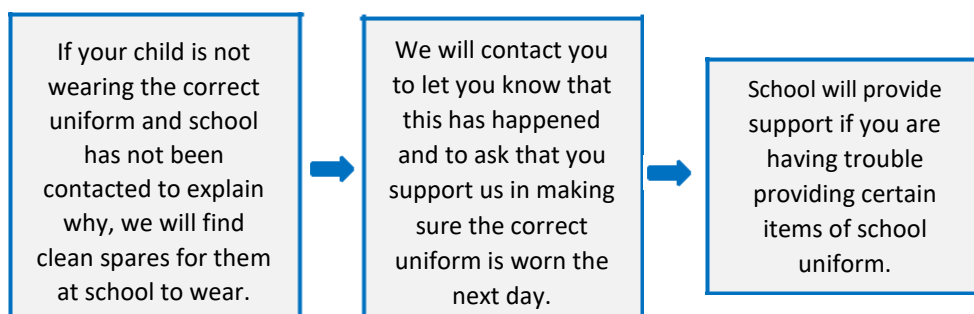 If your child is not
wearing the correct
uniform and school
has not been
contacted to explain
why, we will find
clean spares for them
at school to wear.
We will contact you
to let you know that
this has happened
and to ask that you
support us in making
sure the correct
uniform is worn the
next day.
School will provide
support if you are
having trouble
providing certain
items of school
uniform.